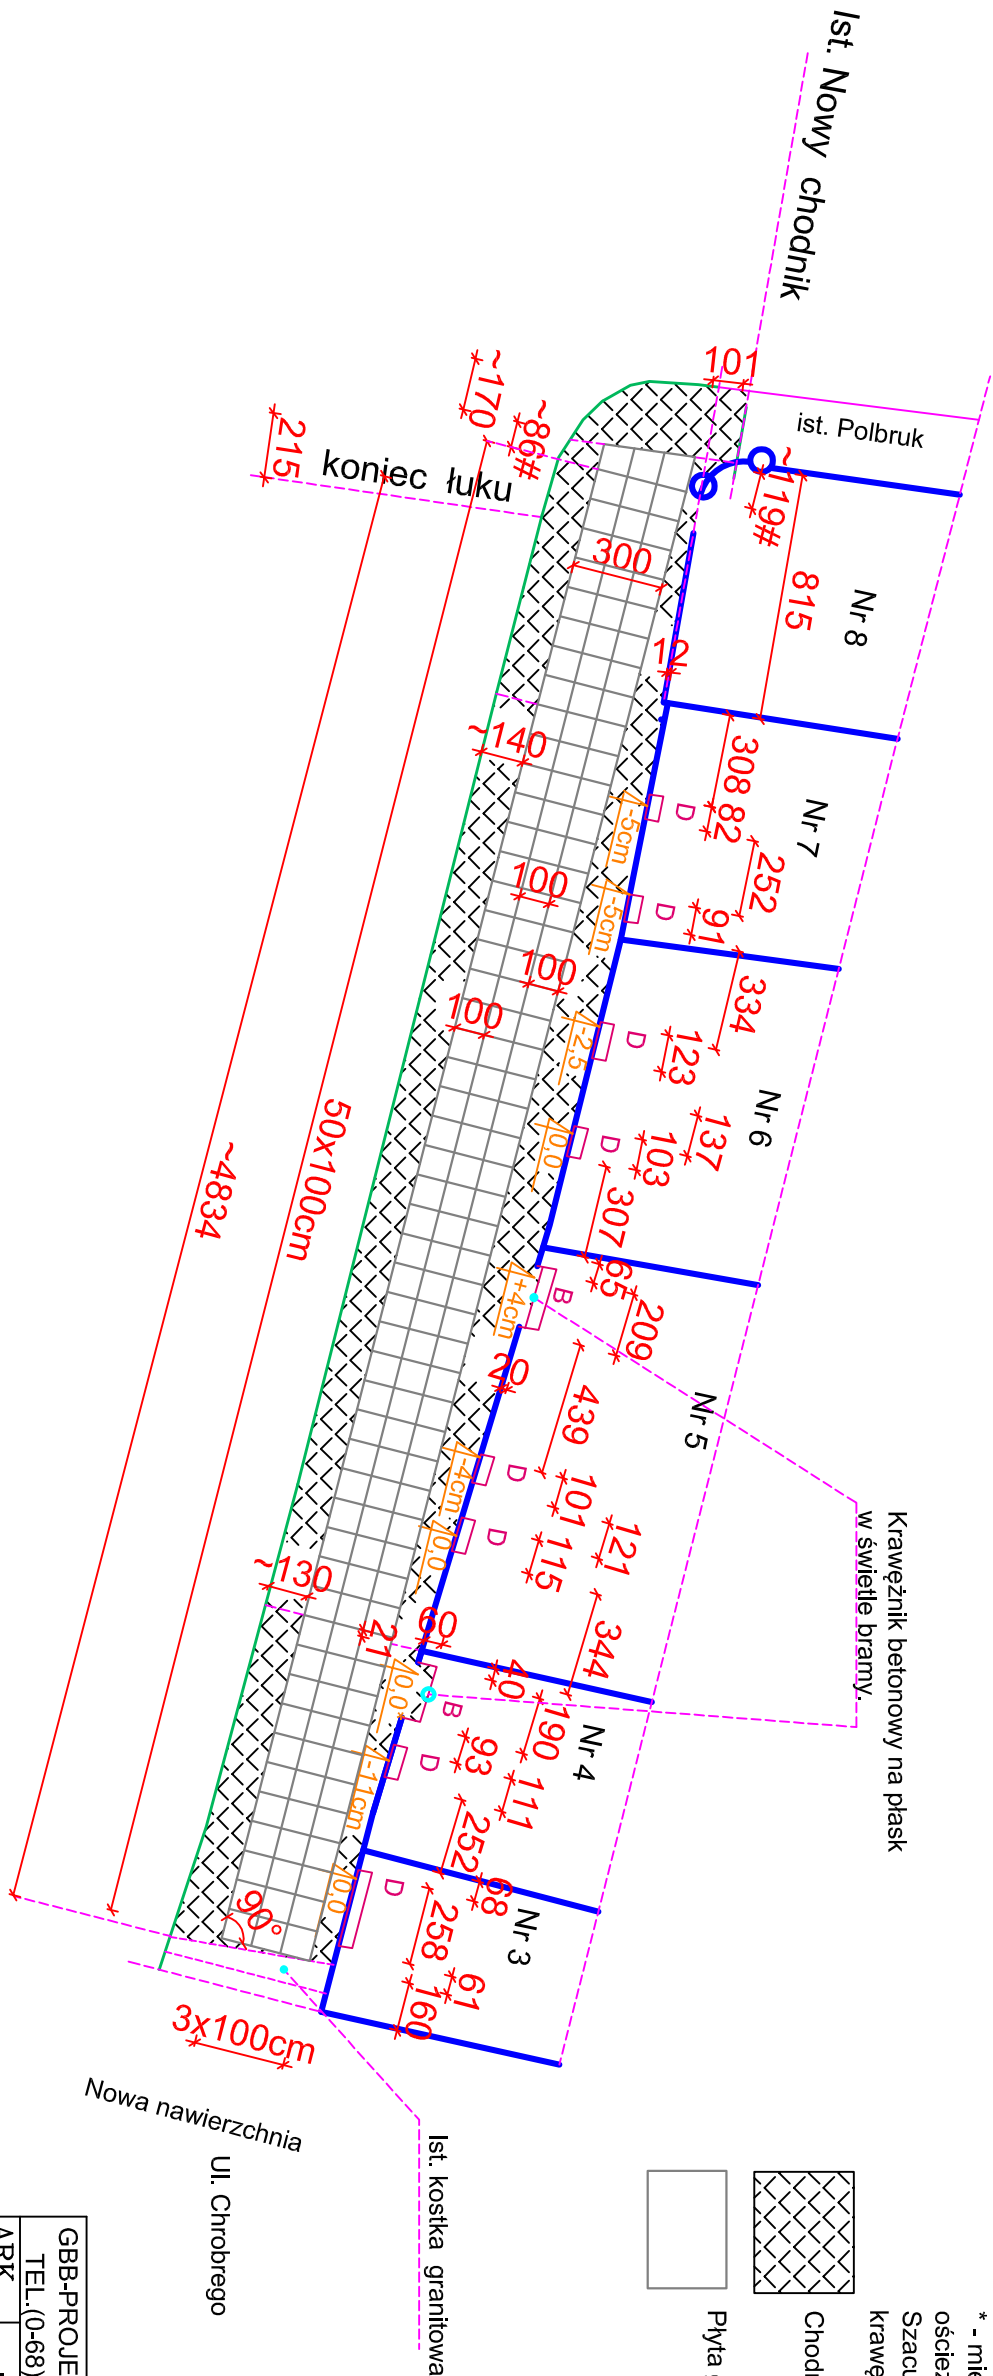 Ist. Nowy chodnik
101
ist. Polbruk
~170
~86#
215
koniec łuku
~119#
815
Nr 8
300
12
~140
308
82
D
Nr 7
252
-5cm
100
-5cm
D
91
100
100
334
-2,5
D
123
Nr 6
137
0,0
D
103
307
50x100cm
~4834
65
209
+4cm
B
20
439
Nr 5
-4cm
D
101
121
0,0
D
115
Krawężnik betonowy na płask
w świetle bramy.
~130
21
60
344
40
0,0
B
190
Nr 4
-11cm
D
93
111
252
0,0
D
68
258
Nr 3
90°
61
160
3x100cm
Nowa nawierzchnia
Ul. Chrobrego
Ist. kostka granitowa
Chod
Płyta
Szacu
krawę
GBB-PROJE
TEL.(0-68)
ARK